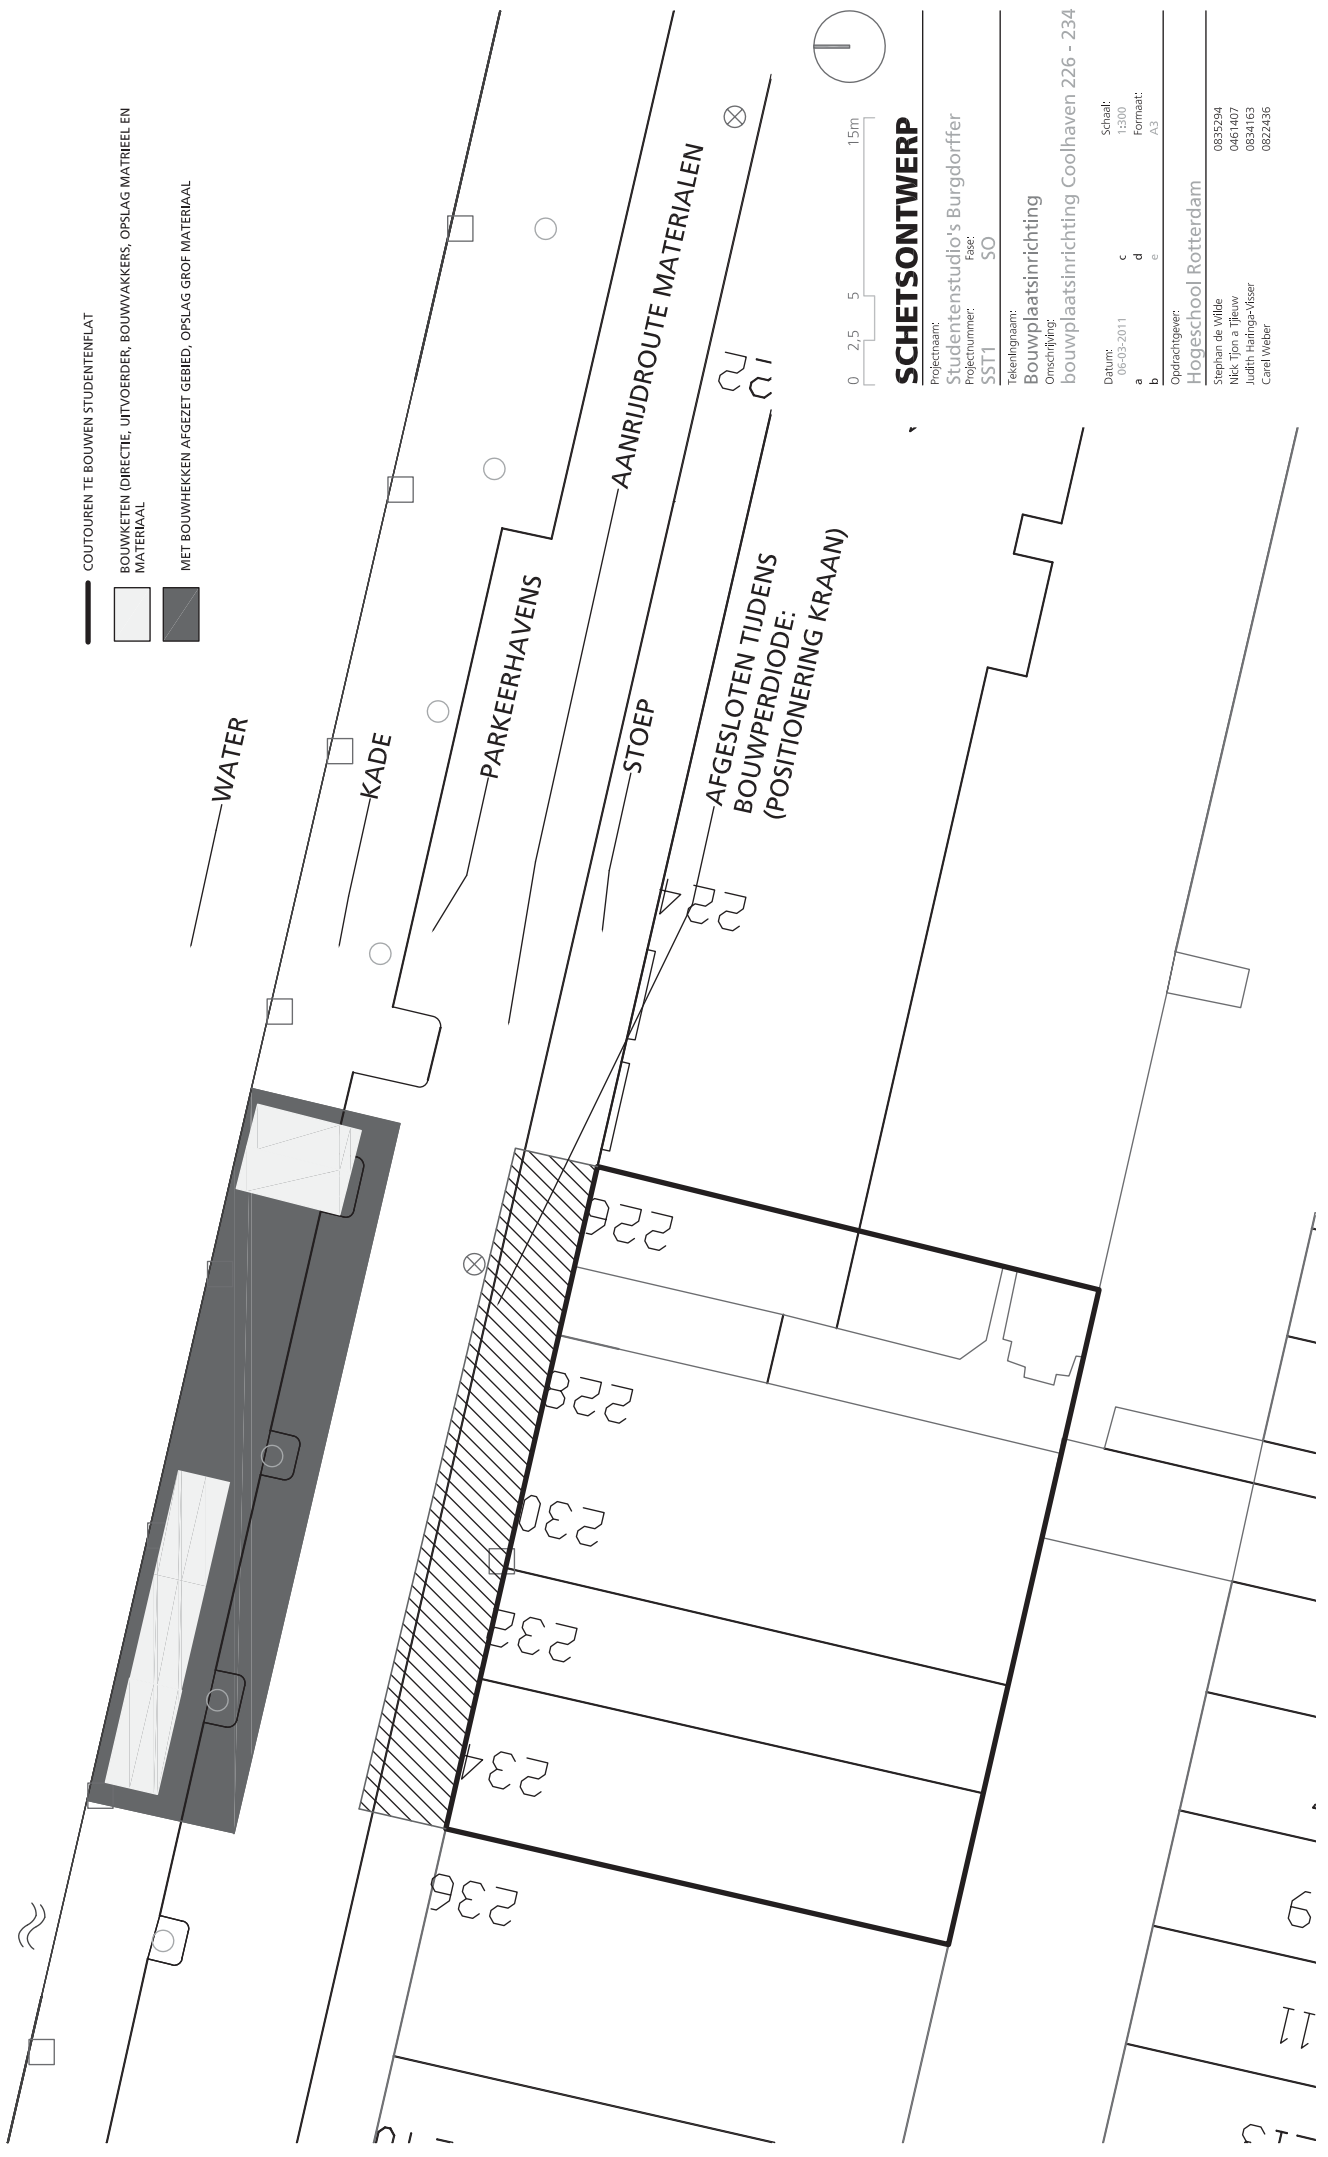 COUTOUREN TE BOUWEN STUDENTENFLAT
BOUWKETEN (DIRECTIE, UITVOERDER, BOUWVAKKERS, OPSLAG MATRIEEL EN
MATERIAAL
MET BOUWHEKKEN AFGEZET GEBIED, OPSLAG GROF MATERIAAL
WATER
KADE
PARKEERHAVENS
AANRIJDROUTE MATERIALEN
STOEP
AFGESLOTEN TIJDENS
BOUWPERDIODE:
(POSITIONERING KRAAN)
224
226
228
230
232
234
236
9
11
13
0 2,5 5 15m
SCHETSONTWERP
Projectnaam:
Studentenstudio's Burgdorffer
Projectnummer: Fase:
SST1 SO
Tekeningnaam:
Bouwplaatsinrichting
Omschrijving:
bouwplaatsinrichting Coolhaven 226 - 234
Datum: Schaal:
06-03-2011 c 1:300
a d Formaat:
b e A3
Opdrachtgever:
Hogeschool Rotterdam
Stephan de Wilde 0835294
Nick Tjon a Tjieuw 0461407
Judith Haringa-Visser 0834163
Carel Weber 0822436